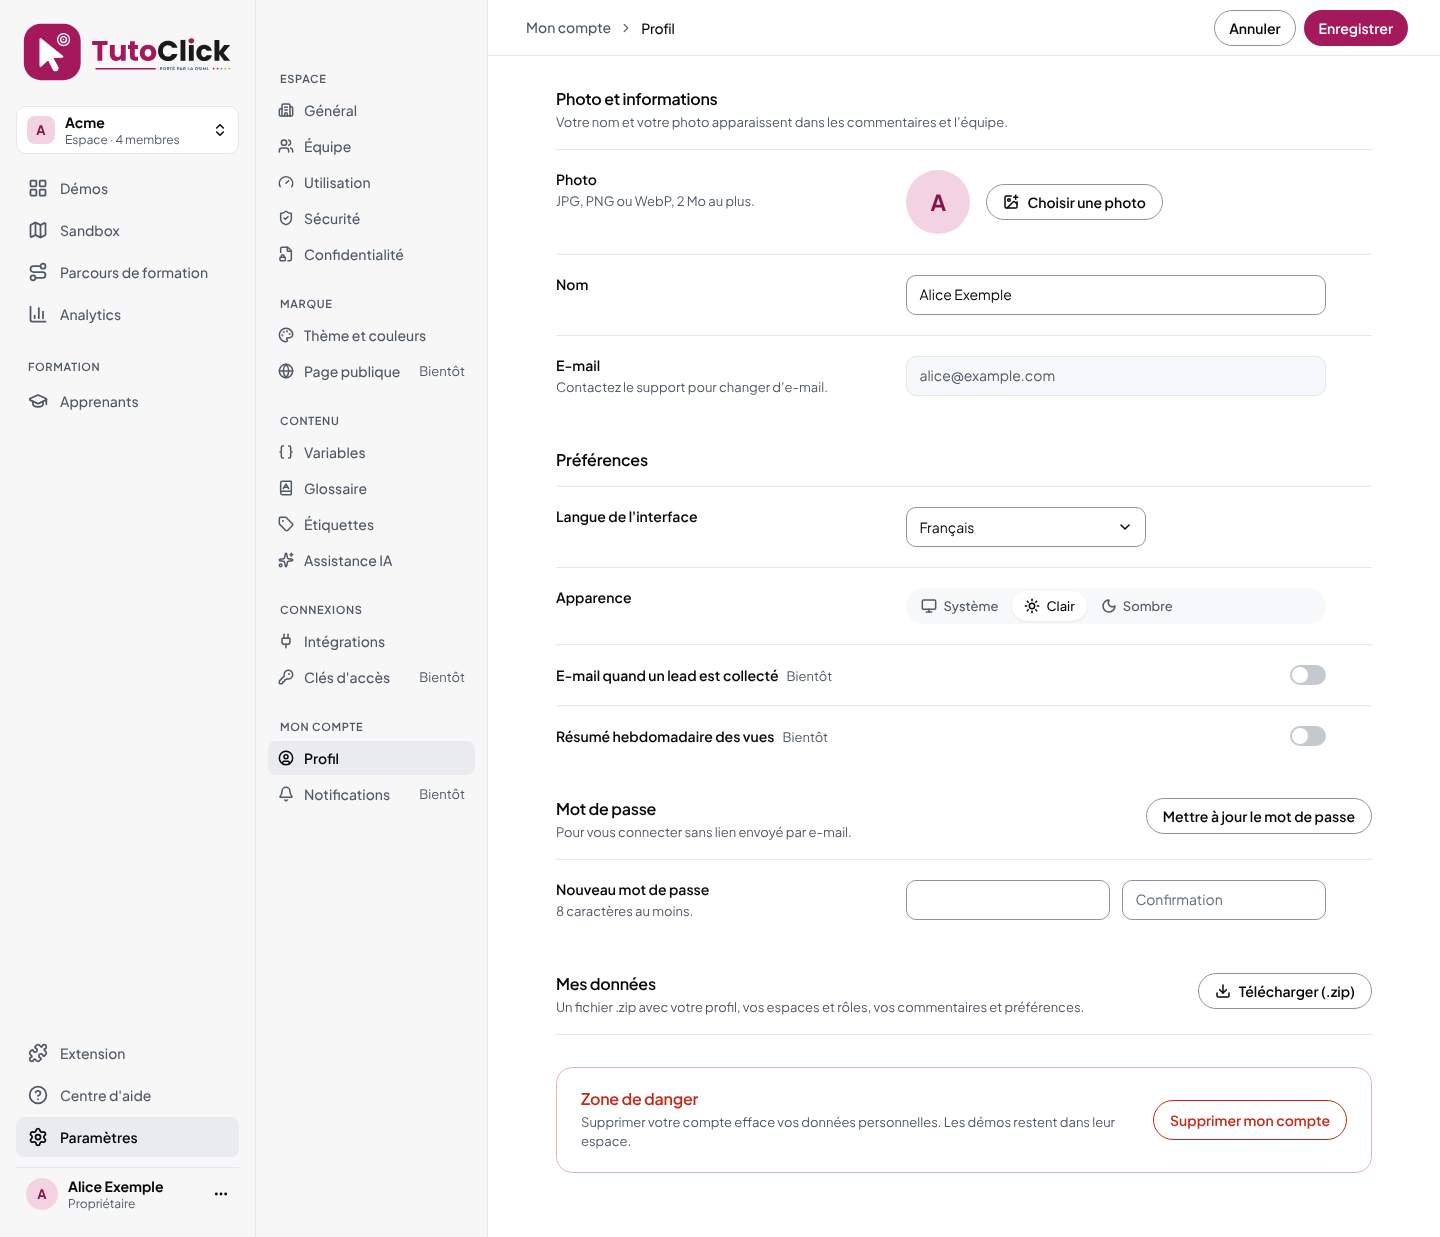 TutoClick
PORTÉ PAR LA DSIML
A
Acme
Espace · 4 membres
Démos
Sandbox
Parcours de formation
Analytics
FORMATION
Apprenants
Extension
Centre d'aide
Paramètres
A
Alice Exemple
Propriétaire
ESPACE
Général
Équipe
Utilisation
Sécurité
Confidentialité
MARQUE
Thème et couleurs
Page publique Bientôt
CONTENU
Variables
Glossaire
Étiquettes
Assistance IA
CONNEXIONS
Intégrations
Clés d'accès Bientôt
MON COMPTE
Profil
Notifications Bientôt
Mon compte > Profil
Annuler
Enregistrer
Photo et informations
Votre nom et votre photo apparaissent dans les commentaires et l'équipe.
Photo
JPG, PNG ou WebP, 2 Mo au plus.
A
Choisir une photo
Nom
Alice Exemple
E-mail
Contactez le support pour changer d'e-mail.
alice@example.com
Préférences
Langue de l'interface
Français
Apparence
Système
Clair
Sombre
E-mail quand un lead est collecté Bientôt
Résumé hebdomadaire des vues Bientôt
Mot de passe
Pour vous connecter sans lien envoyé par e-mail.
Mettre à jour le mot de passe
Nouveau mot de passe
8 caractères au moins.
Confirmation
Mes données
Un fichier .zip avec votre profil, vos espaces et rôles, vos commentaires et préférences.
Télécharger (.zip)
Zone de danger
Supprimer votre compte efface vos données personnelles. Les démos restent dans leur
espace.
Supprimer mon compte